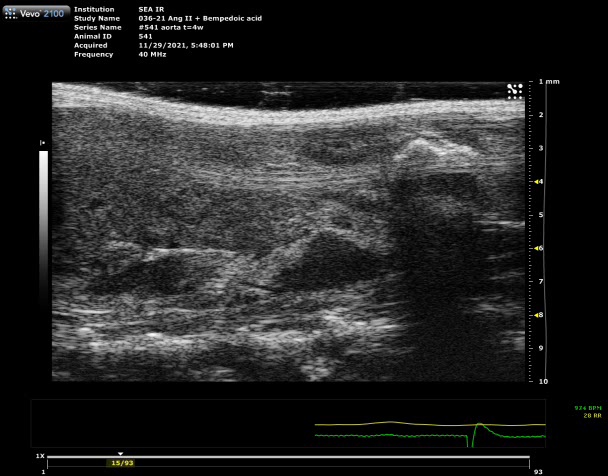 Vevo 2100
Institution SEA IR
Study Name 036-21 Ang II + Bempedoic acid
Series Name #541 aorta t=4w
Animal ID 541
Acquired 11/29/2021, 5:48:01 PM
Frequency 40 MHz
1 mm
2
3
4
5
6
7
8
9
10
974 BPM
28 RR
1X
15/93
1 93